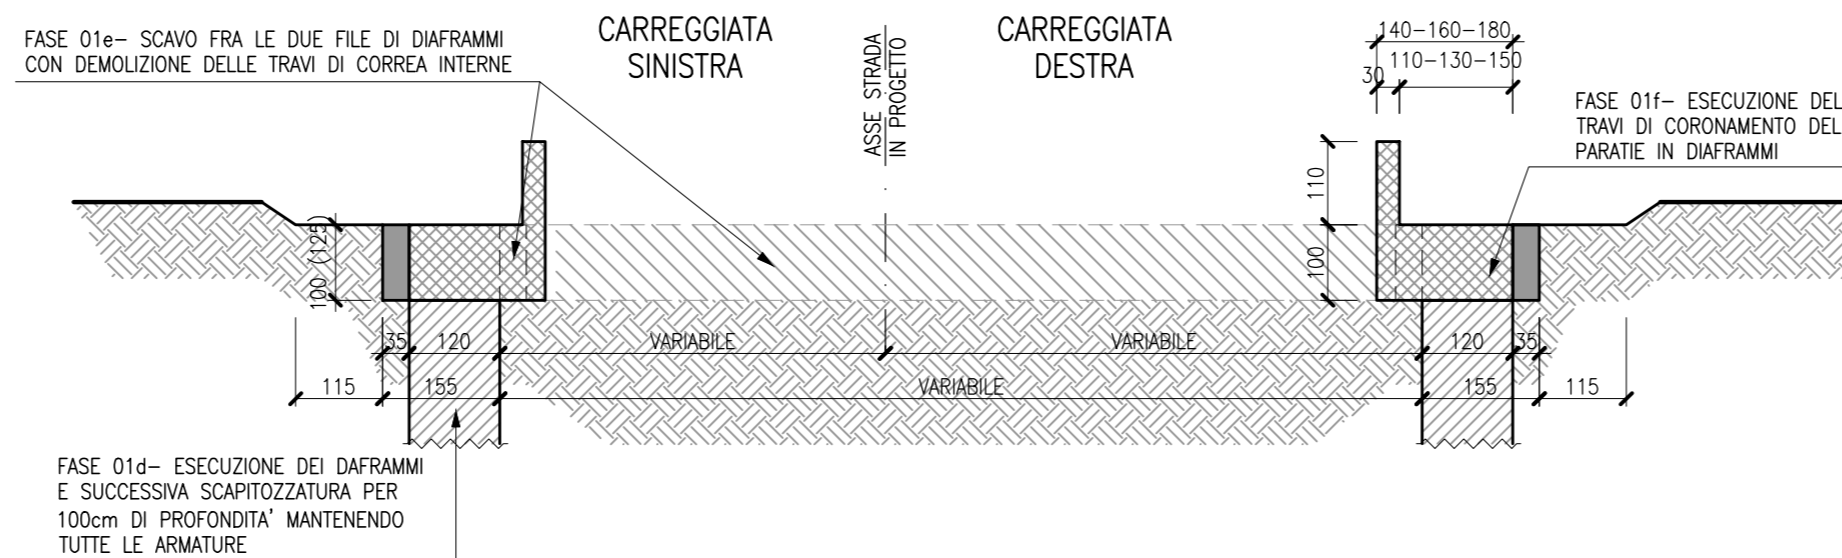 FASE 01e– SCAVO FRA LE DUE FILE DI DIAFRAMMI
CON DEMOLIZIONE DELLE TRAVI DI CORREA INTERNE
CARREGGIATA
SINISTRA
ASSE STRADA
IN PROGETTO
CARREGGIATA
DESTRA
140–160–180
110–130–150
30
FASE 01f– ESECUZIONE DEL
TRAVI DI CORONAMENTO DEL
PARATIE IN DIAFRAMMI
110
100 (125)
100
35
120
VARIABILE
VARIABILE
120
35
115
155
VARIABILE
155
115
FASE 01d– ESECUZIONE DEI DAFRAMMI
E SUCCESSIVA SCAPITOZZATURA PER
100cm DI PROFONDITA' MANTENENDO
TUTTE LE ARMATURE